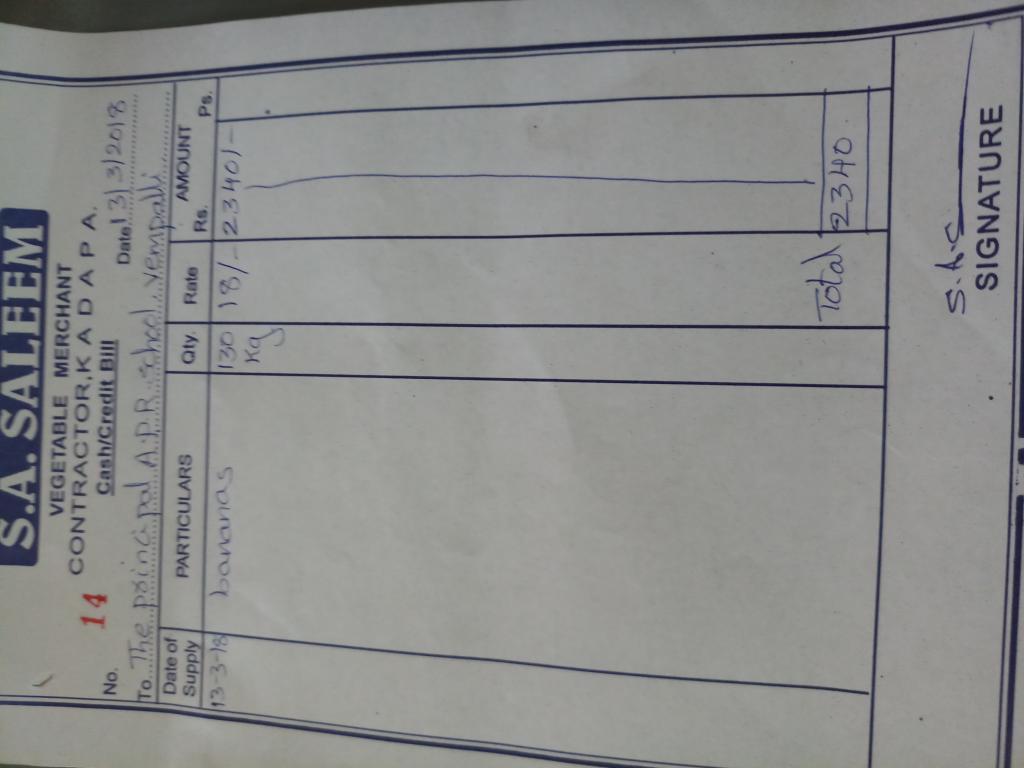 S.A. SALEEM
VEGETABLE MERCHANT
CONTRACTOR, K A D A P A.
No. 14 Cash/Credit Bill Date 13/3/2018
To The principal A.P.R. School, Vempalli
Date of Supply PARTICULARS Qty. Rate AMOUNT Rs. Ps.
13-3-18 bananas 130 Kg 18/- 2340/-
Total 2340
S.A.S
SIGNATURE